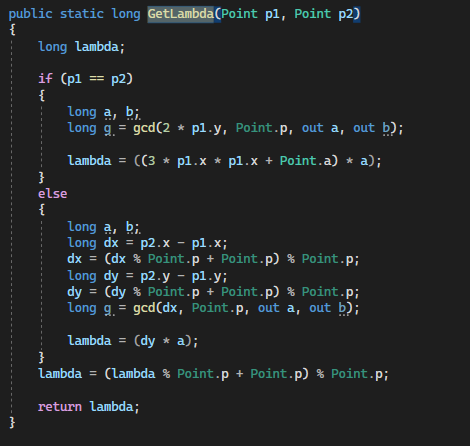 public static long GetLambda(Point p1, Point p2)
{
long lambda;
if (p1 == p2)
{
long a, b;
long g = gcd(2 * p1.y, Point.p, out a, out b);
lambda = ((3 * p1.x * p1.x + Point.a) * a);
}
else
{
long a, b;
long dx = p2.x - p1.x;
dx = (dx % Point.p + Point.p) % Point.p;
long dy = p2.y - p1.y;
dy = (dy % Point.p + Point.p) % Point.p;
long g = gcd(dx, Point.p, out a, out b);
lambda = (dy * a);
}
lambda = (lambda % Point.p + Point.p) % Point.p;
return lambda;
}